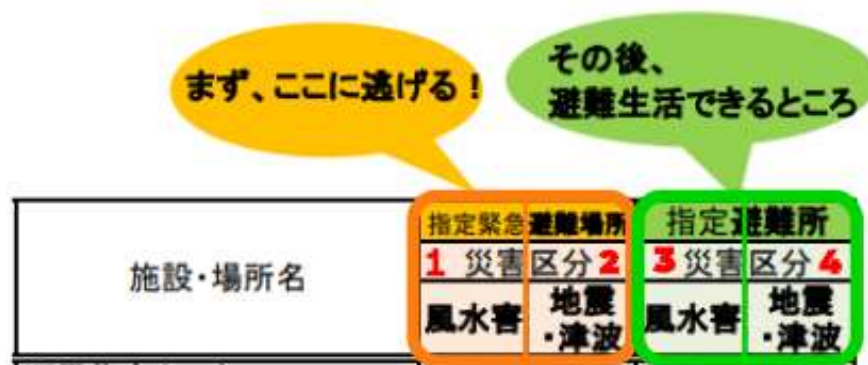 まず、ここに逃げる！
その後、
避難生活できるところ
施設・場所名
指定緊急避難場所
指定避難所
1 災害区分 2
3 災害区分 4
風水害
地震
・津波
風水害
地震
・津波